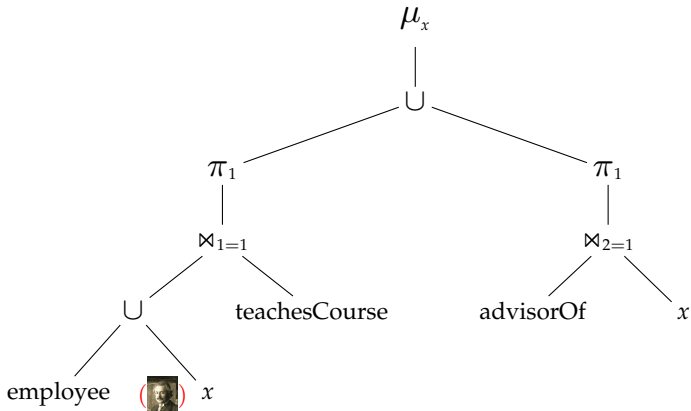 μx
∪
π1 π1
⋈1=1 ⋈2=1
∪ teachesCourse advisorOf x
employee ( ) x